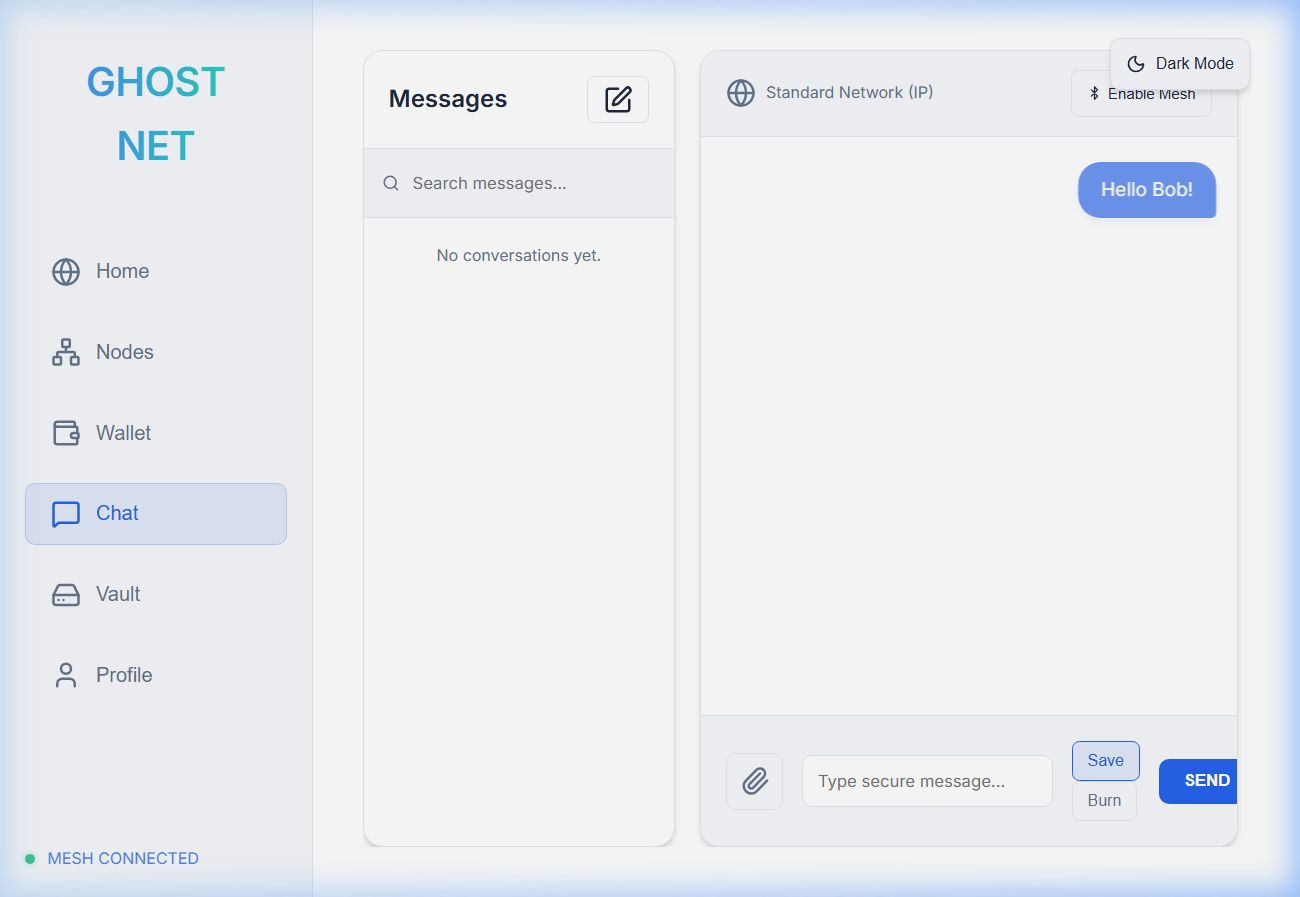 GHOST
NET
Home
Nodes
Wallet
Chat
Vault
Profile
MESH CONNECTED
Messages
Search messages...
No conversations yet.
Standard Network (IP)
Dark Mode
Enable Mesh
Hello Bob!
Type secure message...
Save
Burn
SEND